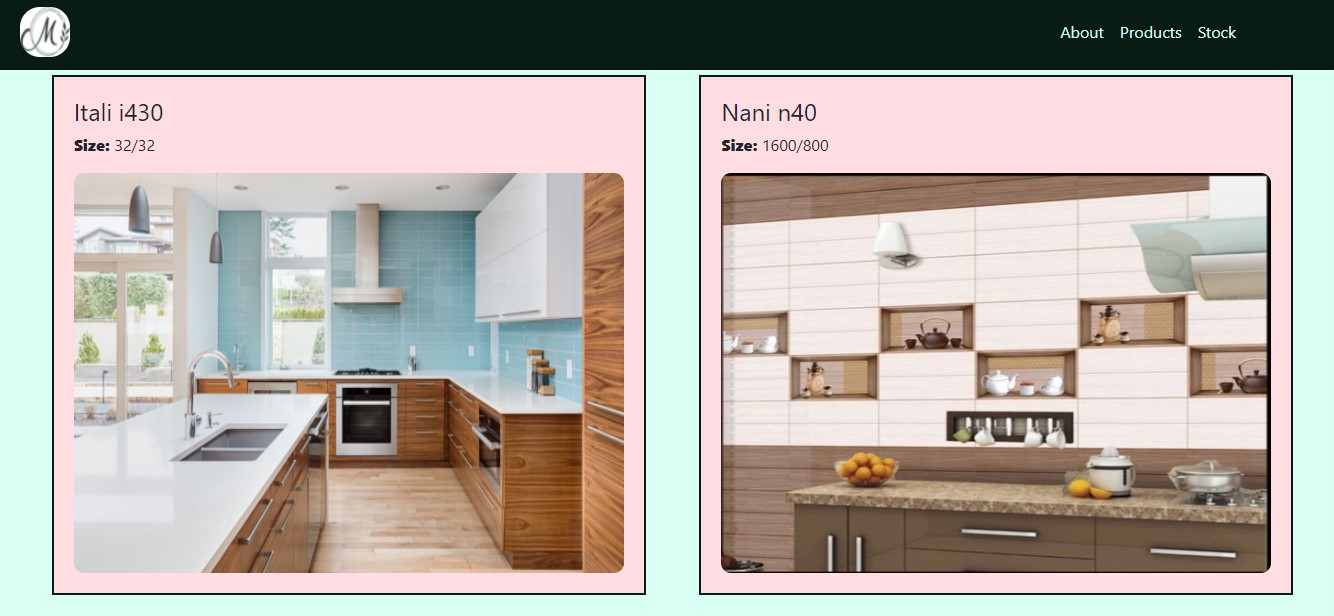 M
About Products Stock
Itali i430
Size: 32/32
Nani n40
Size: 1600/800